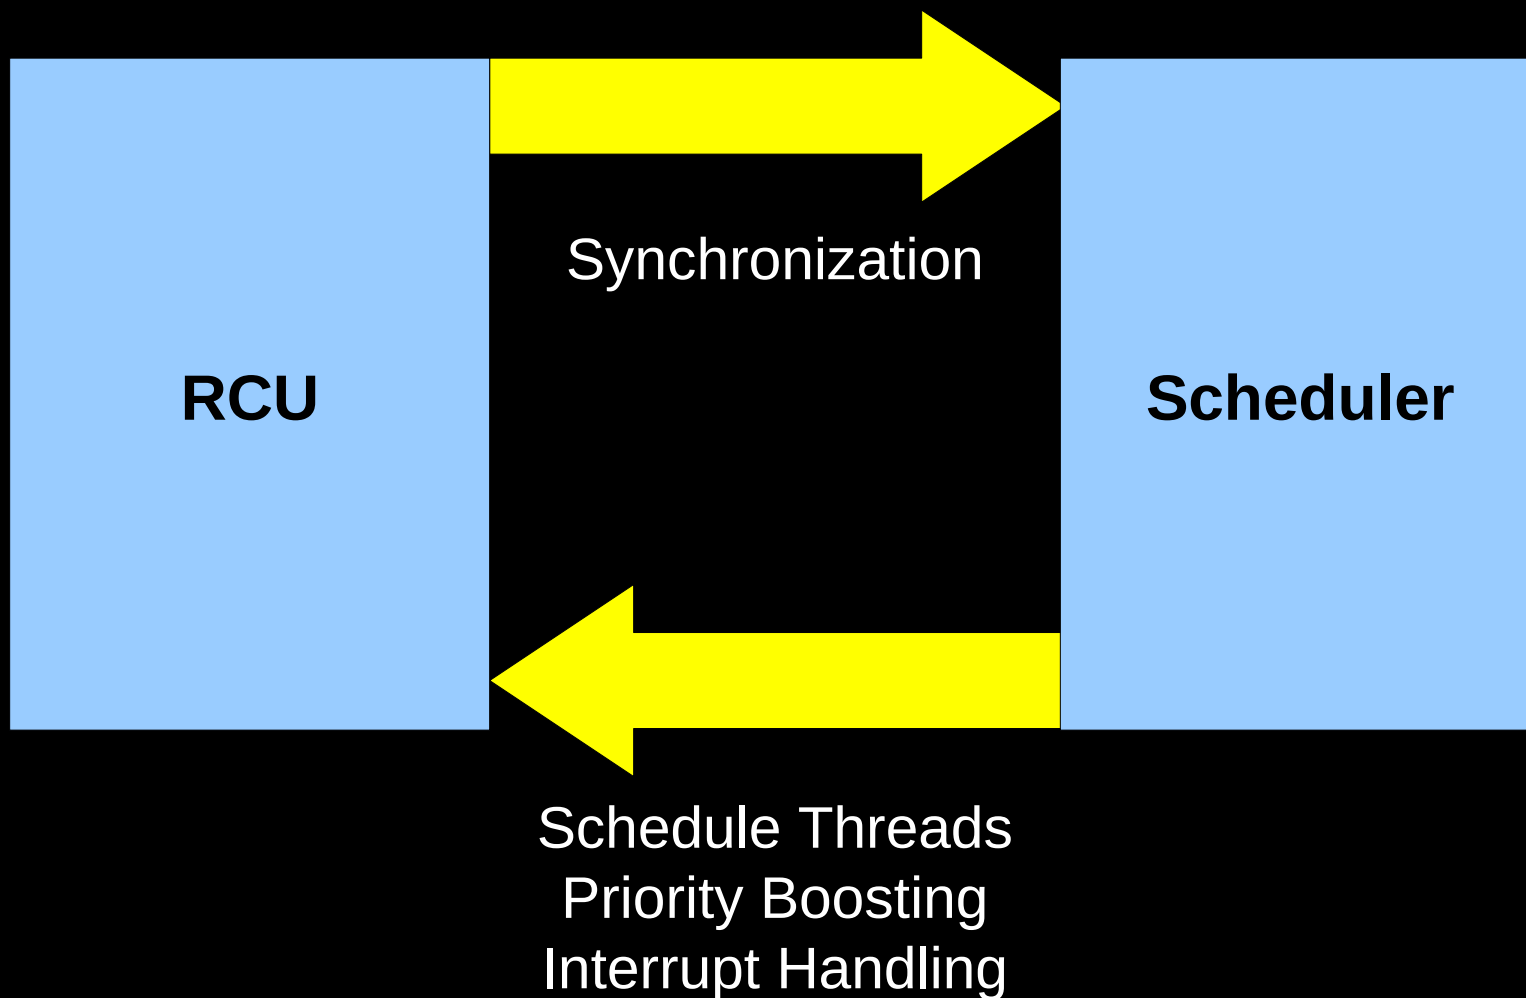 Synchronization
RCU
Scheduler
Schedule Threads
Priority Boosting
Interrupt Handling